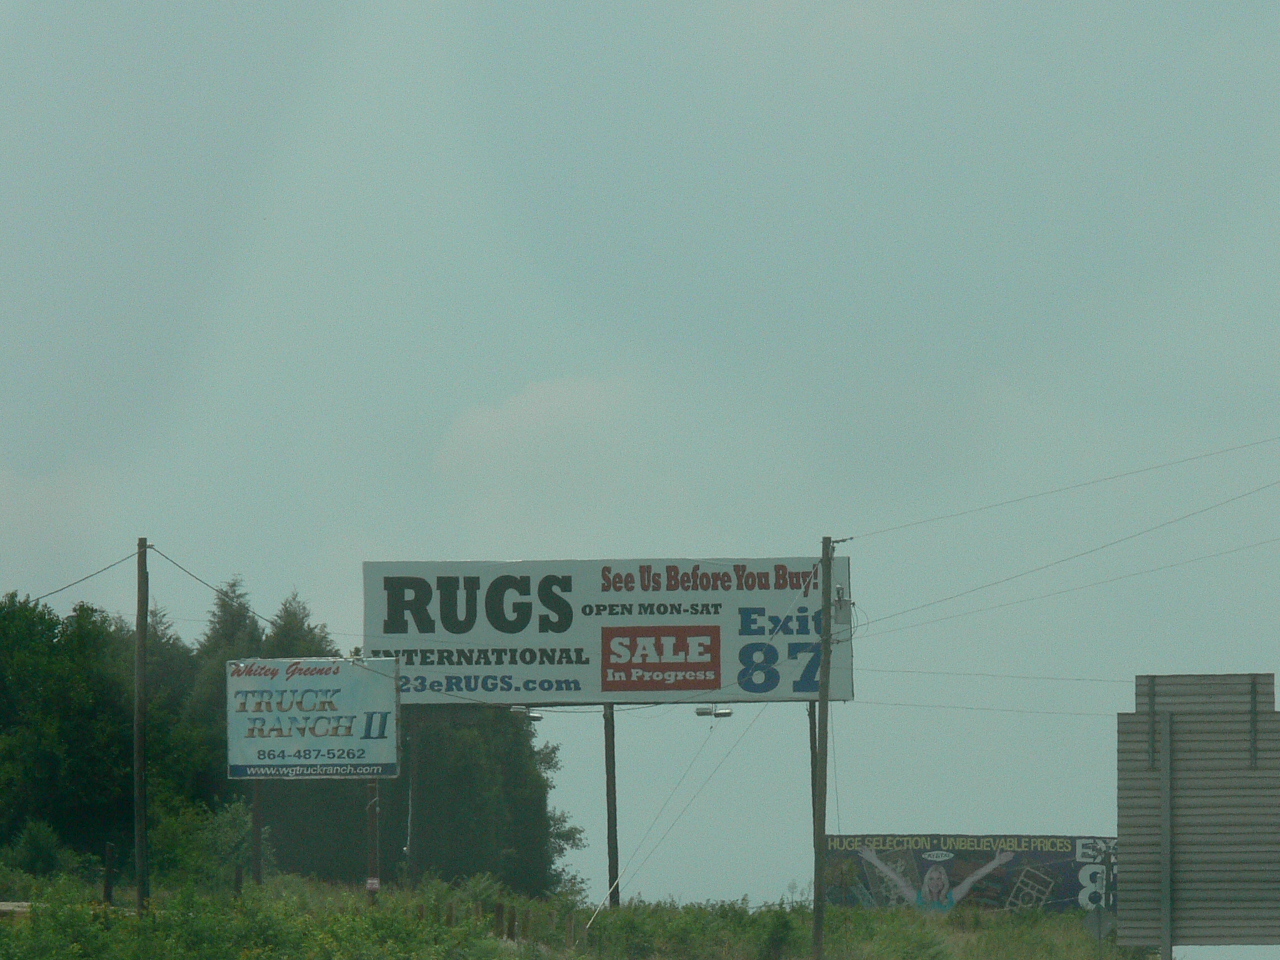 RUGS
See Us Before You Buy!
OPEN MON-SAT
Exit
87
INTERNATIONAL
SALE
In Progress
23eRUGS.com
Whitey Greene's
TRUCK
RANCH II
864-487-5262
www.wgtruckranch.com
HUGE SELECTION • UNBELIEVABLE PRICES